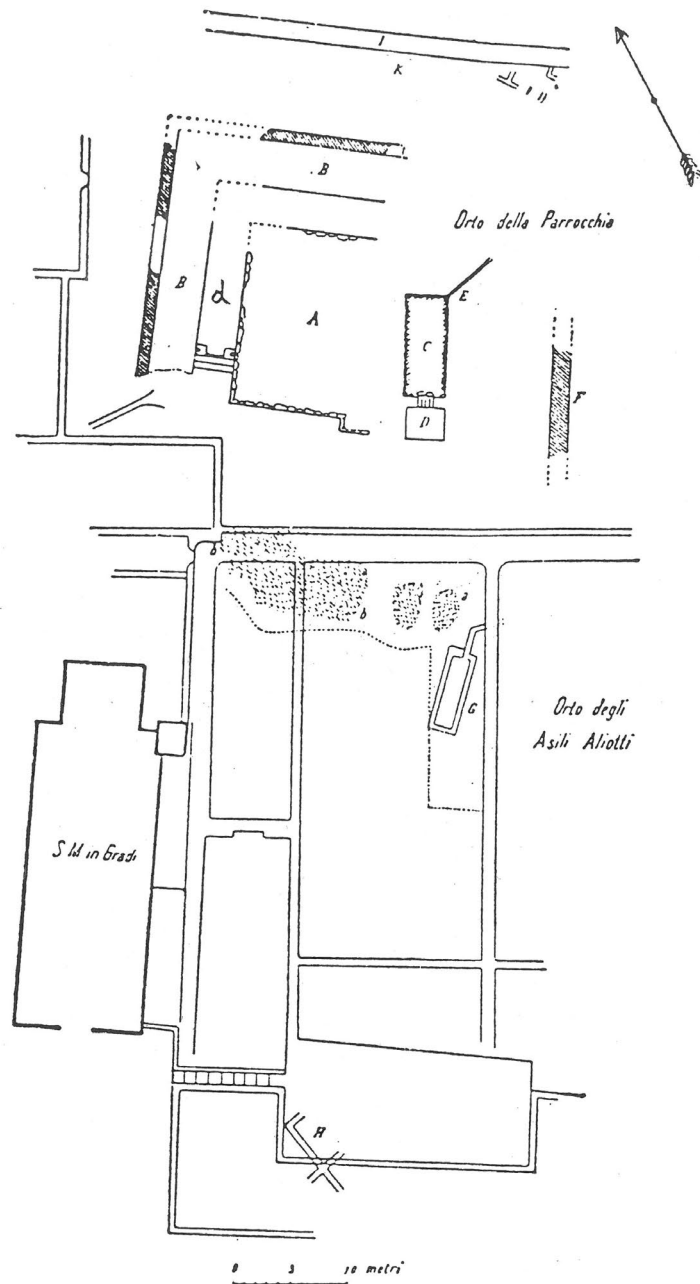 I
K
B
Orto della Parrocchia
E
B
d
A
C
F
D
b
a
G
Orto degli
Asili Aliotti
S M in Gradi
H
0 5 10 metri